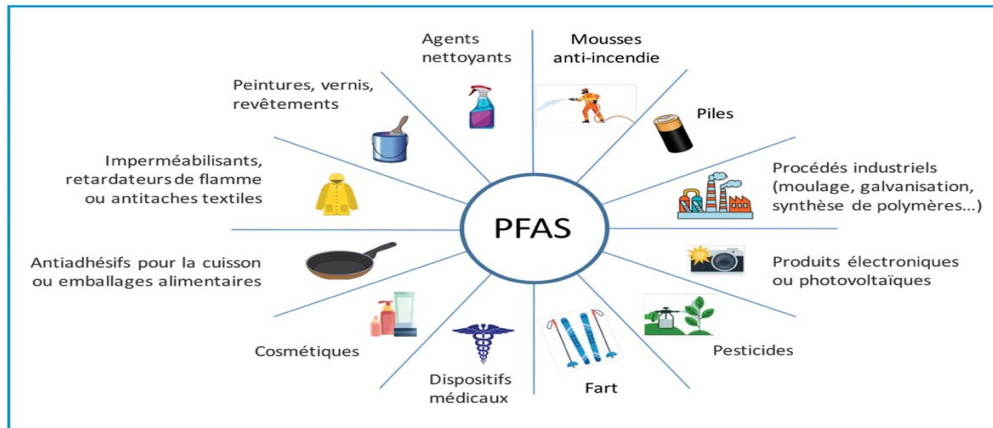 Agents
nettoyants
Mousses
anti-incendie
Piles
Procédés industriels
(moulage, galvanisation,
synthèse de polymères...)
Produits électroniques
ou photovoltaïques
Pesticides
Fart
Dispositifs
médicaux
Cosmétiques
Antiadhésifs pour la cuisson
ou emballages alimentaires
Imperméabilisants,
retardateurs de flamme
ou antitaches textiles
Peintures, vernis,
revêtements
PFAS